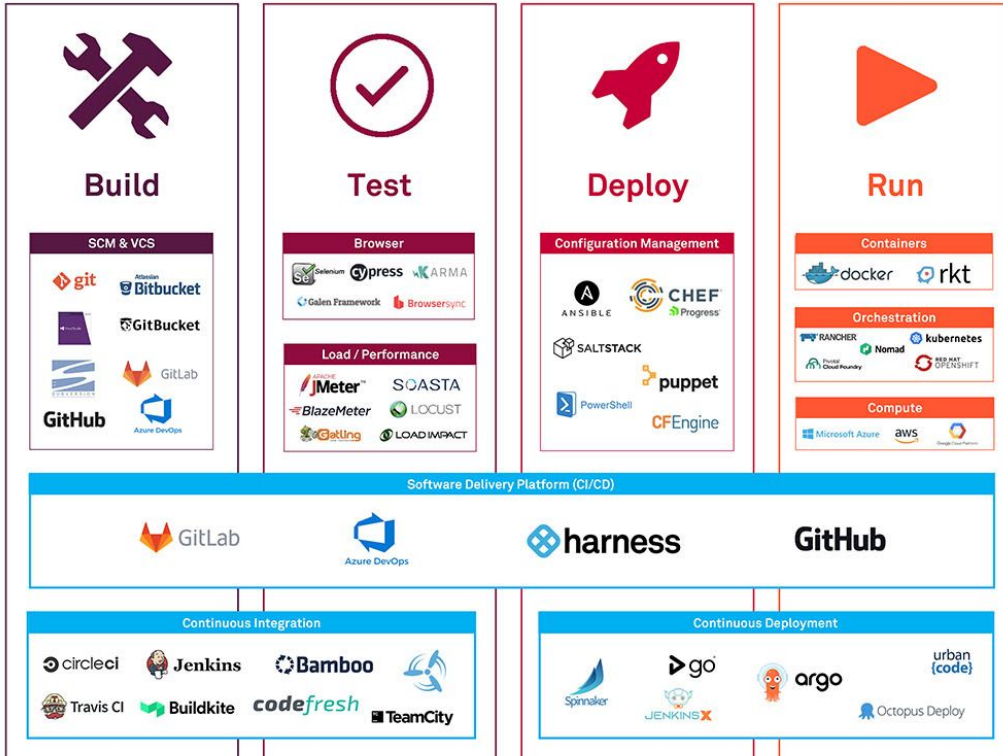 Build
Test
Deploy
Run
SCM & VCS
git
Atlassian
Bitbucket
GitBucket
SUBVERSION
GitLab
GitHub
Azure DevOps
Browser
Se
Selenium
cypress
KARMA
Galen Framework
Browsersync
Load / Performance
APACHE
JMeter™
SOASTA
BlazeMeter
LOCUST
Gatling
LOAD IMPACT
Configuration Management
A
ANSIBLE
CHEF
Progress
SALTSTACK
puppet
PowerShell
CFEngine
Containers
docker
rkt
Orchestration
RANCHER
kubernetes
Nomad
Pivotal
Cloud Foundry
RED HAT
OPENSHIFT
Compute
Microsoft Azure
aws
Google Cloud Platform
Software Delivery Platform (CI/CD)
GitLab
Azure DevOps
harness
GitHub
Continuous Integration
circleci
Jenkins
Bamboo
Travis CI
Buildkite
codefresh
TeamCity
Continuous Deployment
Spinnaker
go
JENKINS X
argo
urban
{code}
Octopus Deploy